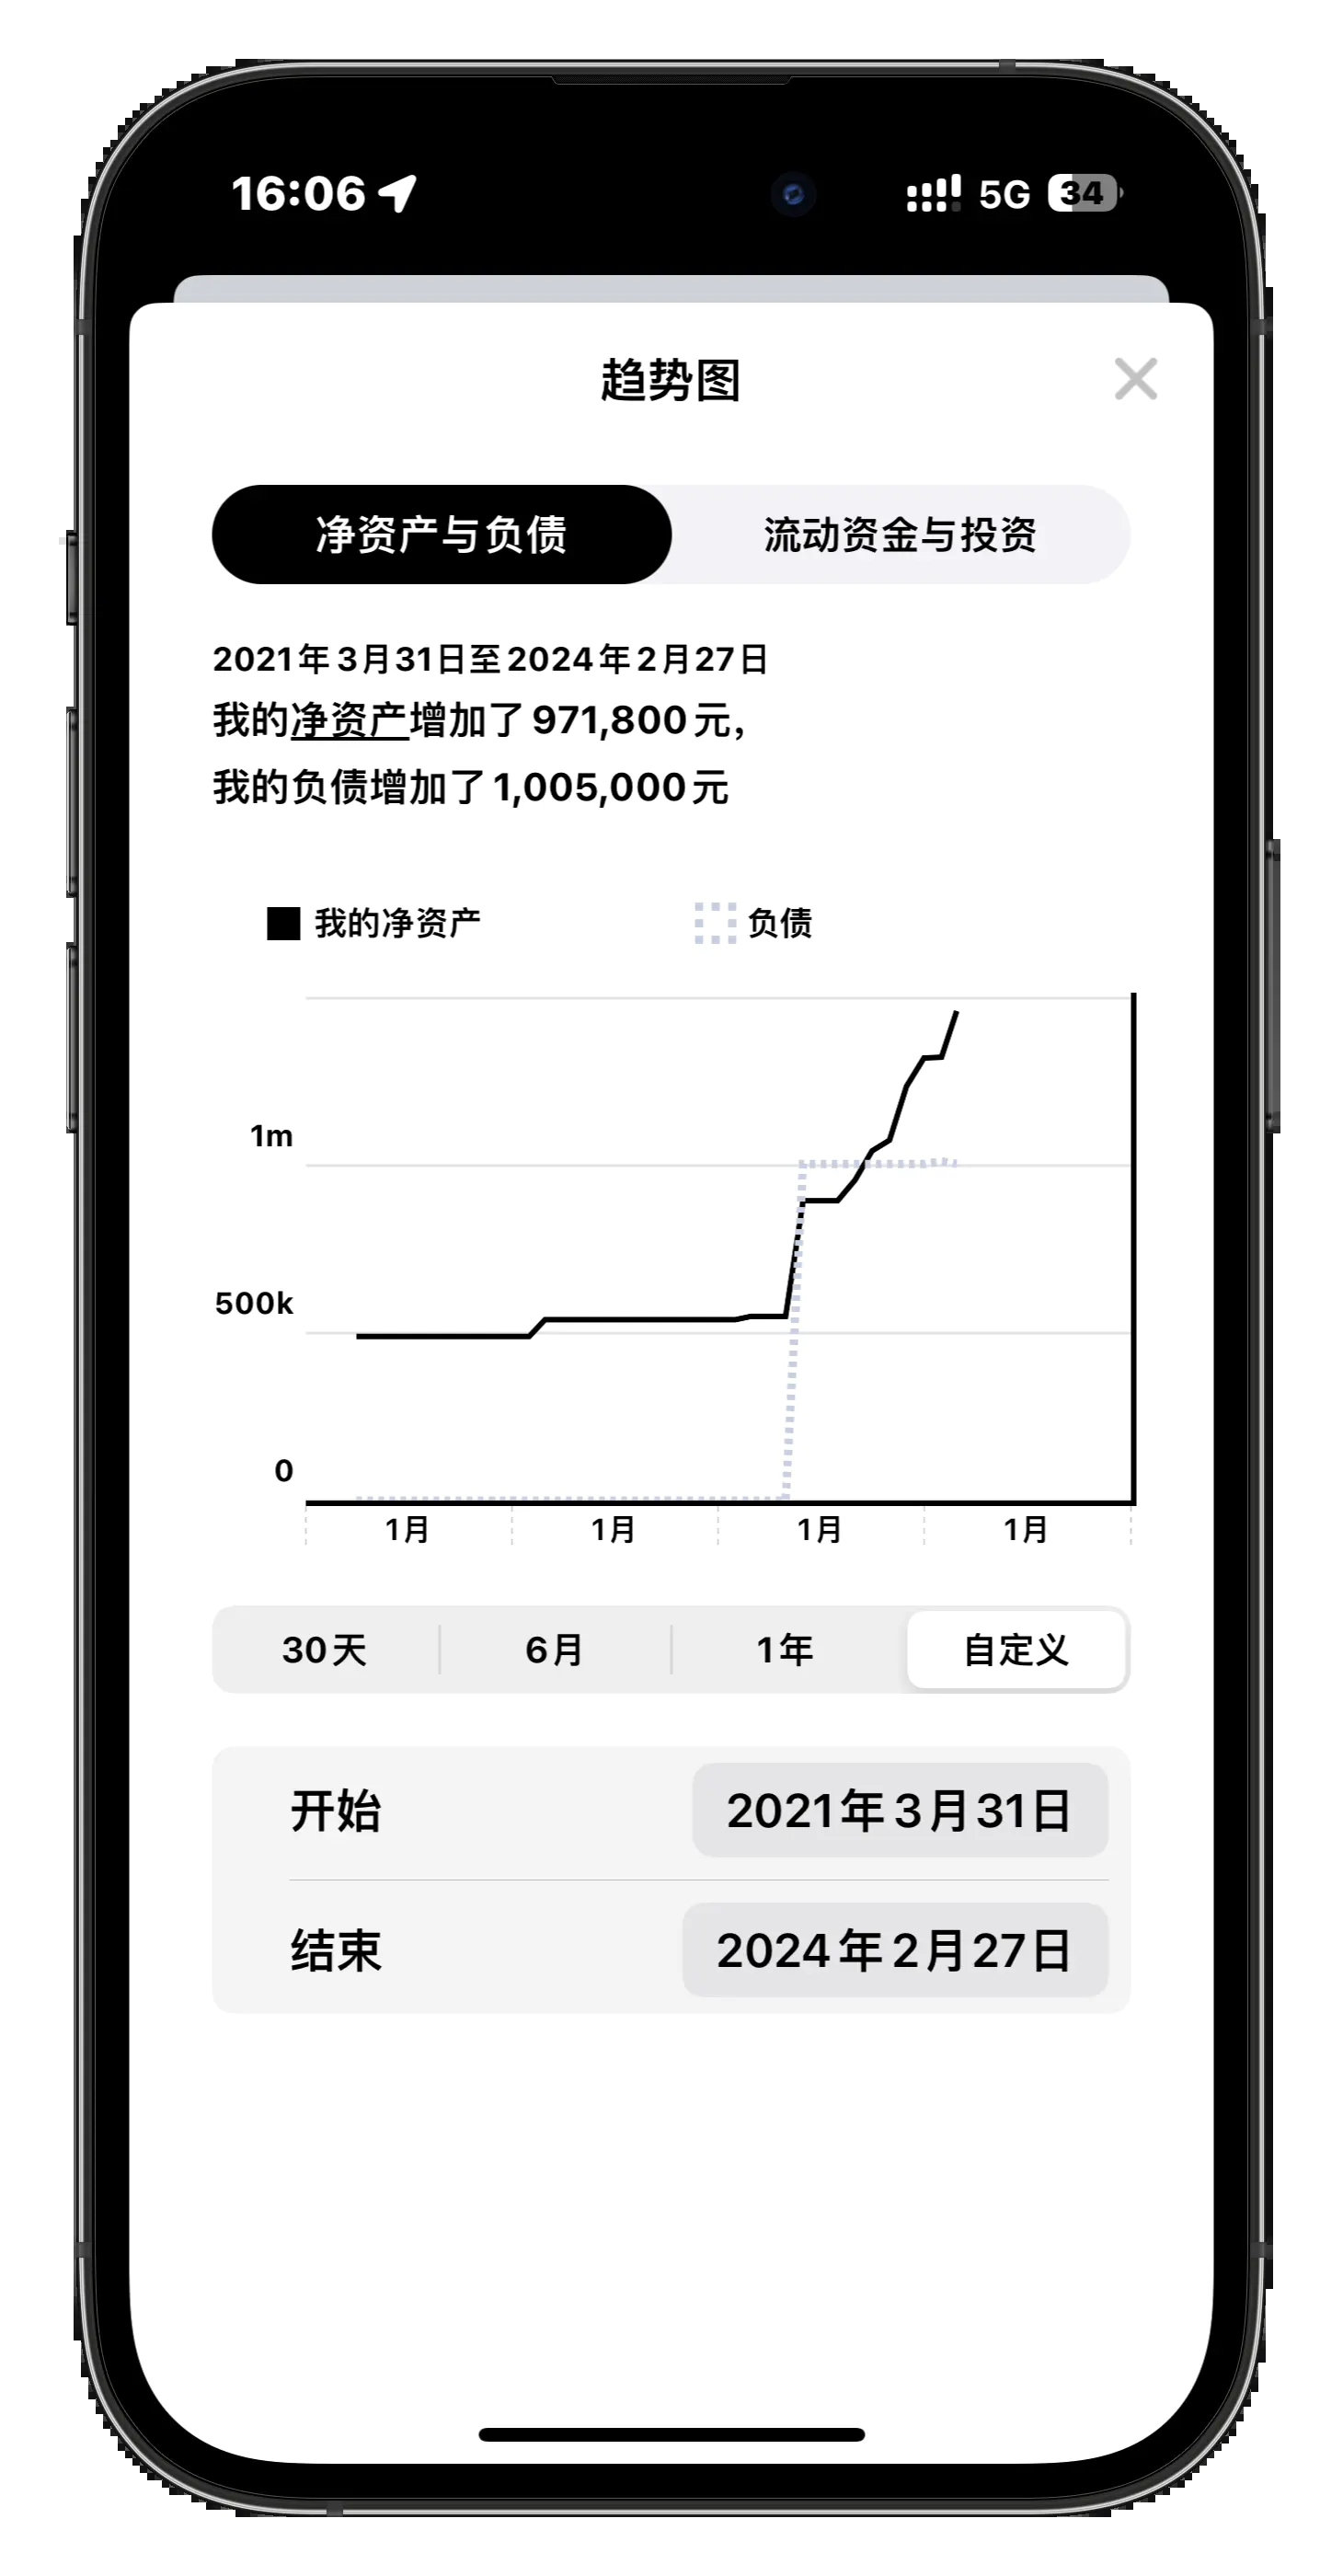 16:06 5G 34
趋势图
净资产与负债 流动资金与投资
2021年3月31日至2024年2月27日
我的净资产增加了971,800元,
我的负债增加了1,005,000元
我的净资产 负债
1m
500k
0
1月 1月 1月 1月
30天 6月 1年 自定义
开始 2021年3月31日
结束 2024年2月27日